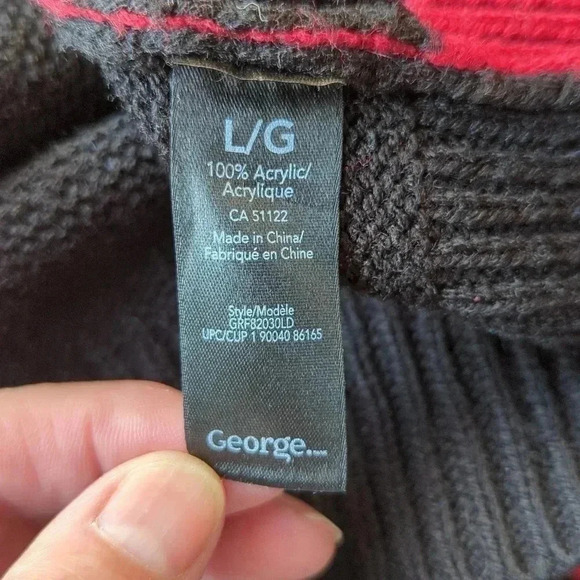 L/G
100% Acrylic/
Acrylique
CA 51122
Made in China/
Fabriqué en Chine
Style/Modèle
GRF82030LD
UPC/CUP 1 90040 86165
George.